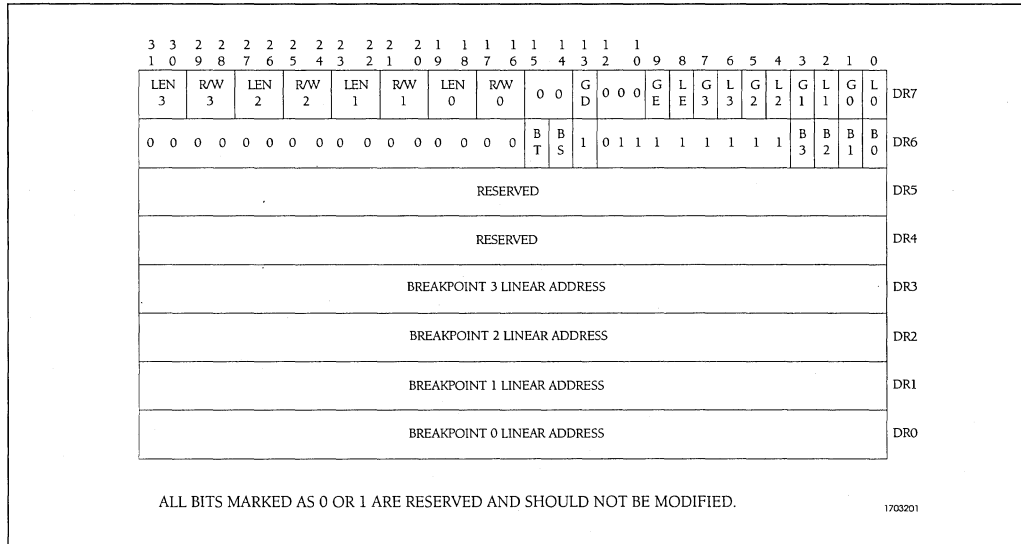 3 3 2 2 2 2 2 2 2 2 2 2 1 1 1 1 1 1 1 1 1
1 0 9 8 7 6 5 4 3 2 1 0 9 8 7 6 5 4 3 2 0 9 8 7 6 5 4 3 2 1 0
LEN 3 R/W 3 LEN 2 R/W 2 LEN 1 R/W 1 LEN 0 R/W 0 0 0 G D 0 0 0 G E L E G 3 L 3 G 2 L 2 G 1 L 1 G 0 L 0 DR7
0 0 0 0 0 0 0 0 0 0 0 0 0 0 0 0 B T B S 1 0 1 1 1 1 1 1 1 1 B 3 B 2 B 1 B 0 DR6
RESERVED DR5
RESERVED DR4
BREAKPOINT 3 LINEAR ADDRESS DR3
BREAKPOINT 2 LINEAR ADDRESS DR2
BREAKPOINT 1 LINEAR ADDRESS DR1
BREAKPOINT 0 LINEAR ADDRESS DR0
ALL BITS MARKED AS 0 OR 1 ARE RESERVED AND SHOULD NOT BE MODIFIED.
1703201